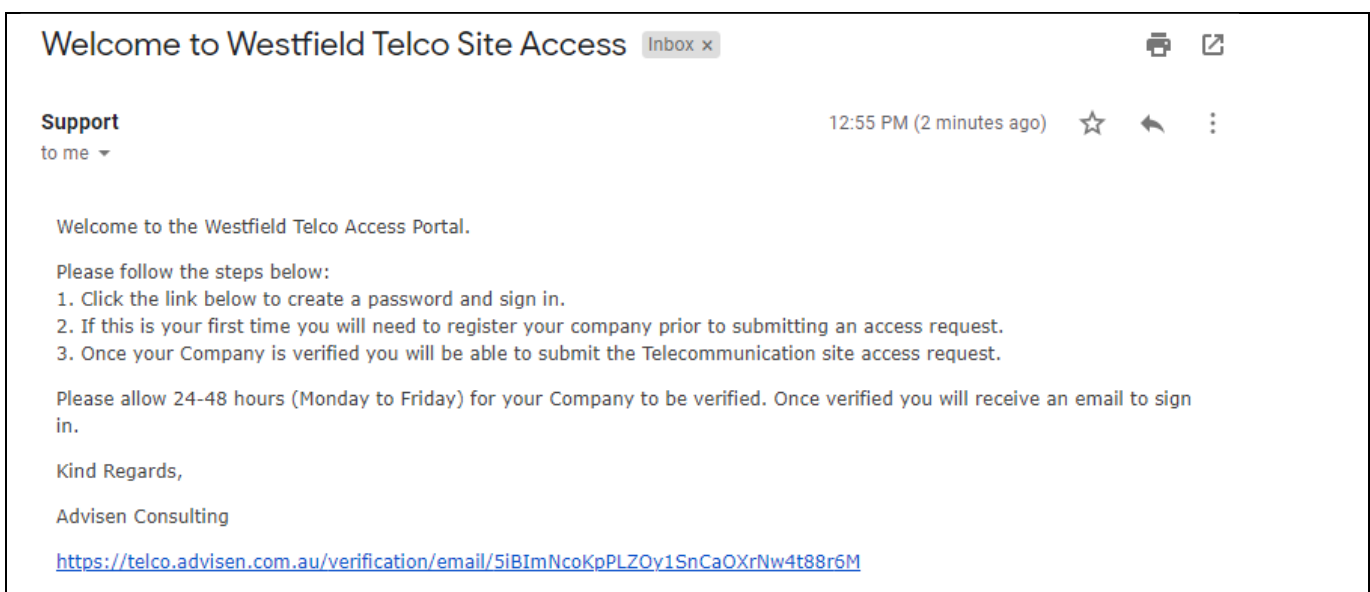 Welcome to Westfield Telco Site Access Inbox x
Support 12:55 PM (2 minutes ago)
to me
Welcome to the Westfield Telco Access Portal.
Please follow the steps below:
1. Click the link below to create a password and sign in.
2. If this is your first time you will need to register your company prior to submitting an access request.
3. Once your Company is verified you will be able to submit the Telecommunication site access request.
Please allow 24-48 hours (Monday to Friday) for your Company to be verified. Once verified you will receive an email to sign
in.
Kind Regards,
Advisen Consulting
https://telco.advisen.com.au/verification/email/5iBImNcoKpPLZOy1SnCaOXrNw4t88r6M